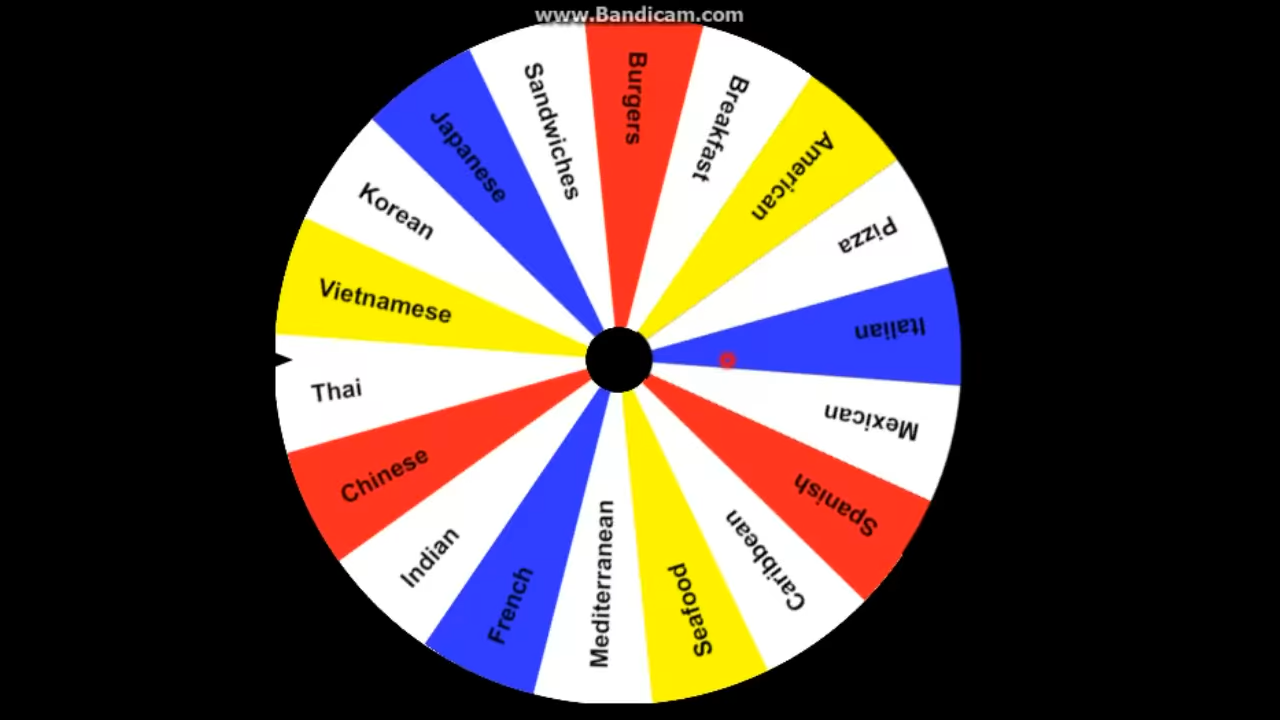 www.Bandicam.com
Burgers
Breakfast
American
Pizza
Italian
Mexican
Spanish
Caribbean
Seafood
Mediterranean
French
Indian
Chinese
Thai
Vietnamese
Korean
Japanese
Sandwiches